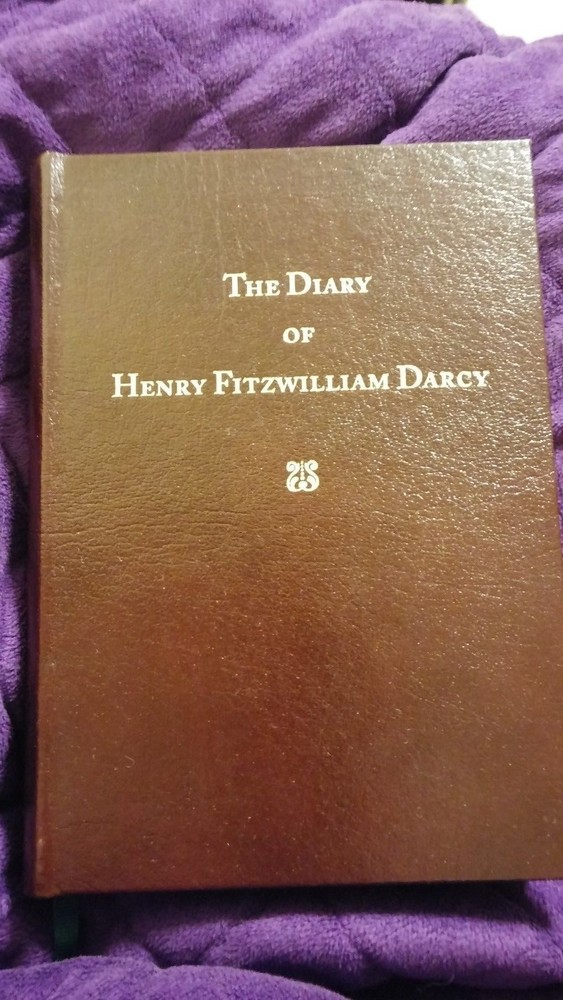 The Diary
of
Henry Fitzwilliam Darcy